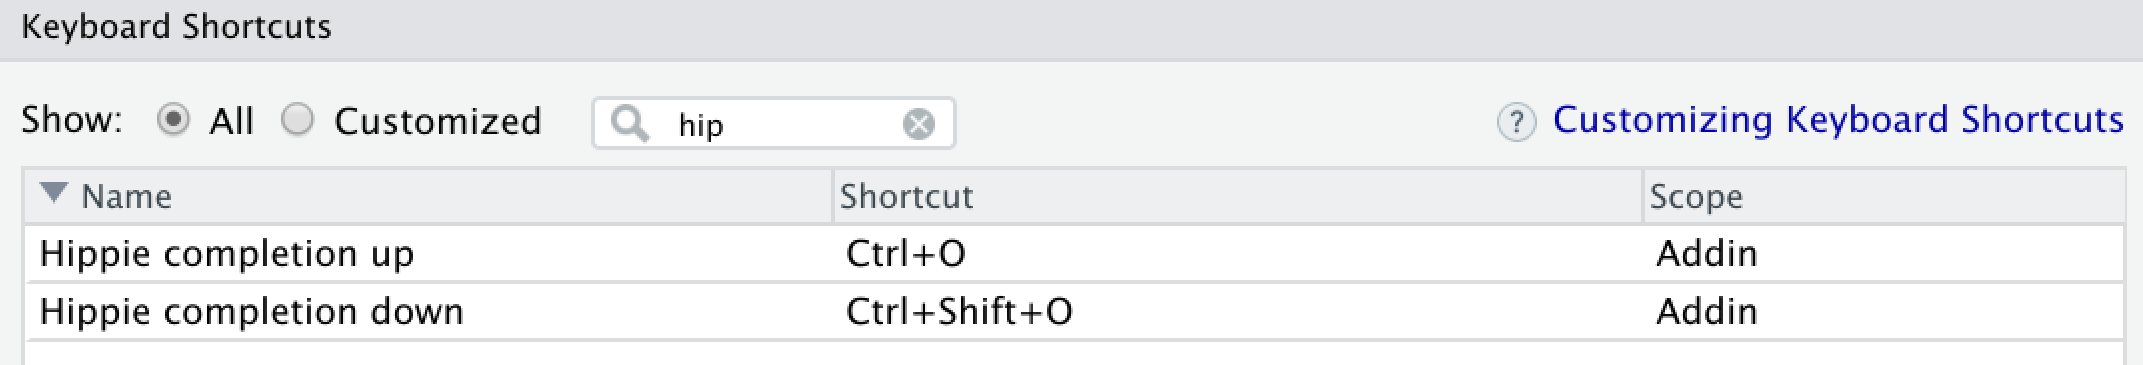 Keyboard Shortcuts
Show: All Customized hip ? Customizing Keyboard Shortcuts
Name Shortcut Scope
Hippie completion up Ctrl+O Addin
Hippie completion down Ctrl+Shift+O Addin